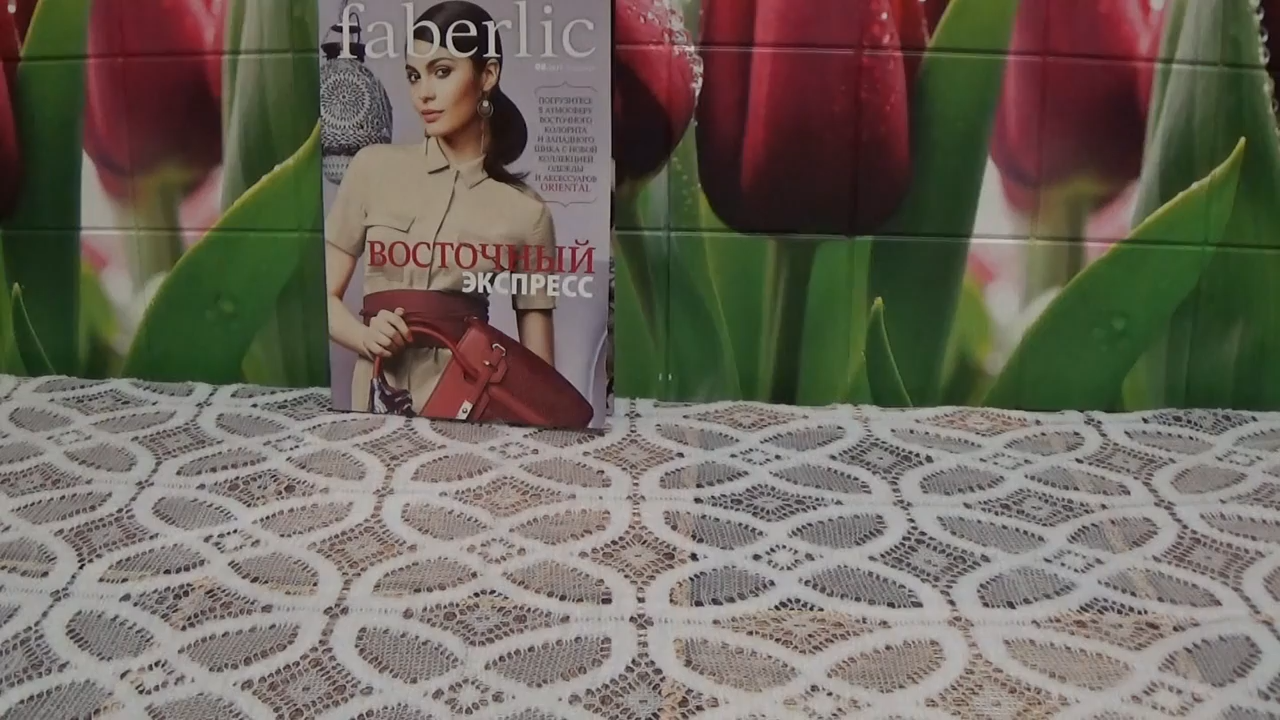 faberlic
ПОГРУЗИТЕСЬ
В АТМОСФЕРУ
ВОСТОЧНОГО
КОЛОРИТА
И ЗАПАДНОГО
ШИКА С НОВОЙ
КОЛЛЕКЦИЕЙ
ОДЕЖДЫ
И АКСЕССУАРОВ
ORIENTAL
ВОСТОЧНЫЙ
ЭКСПРЕСС